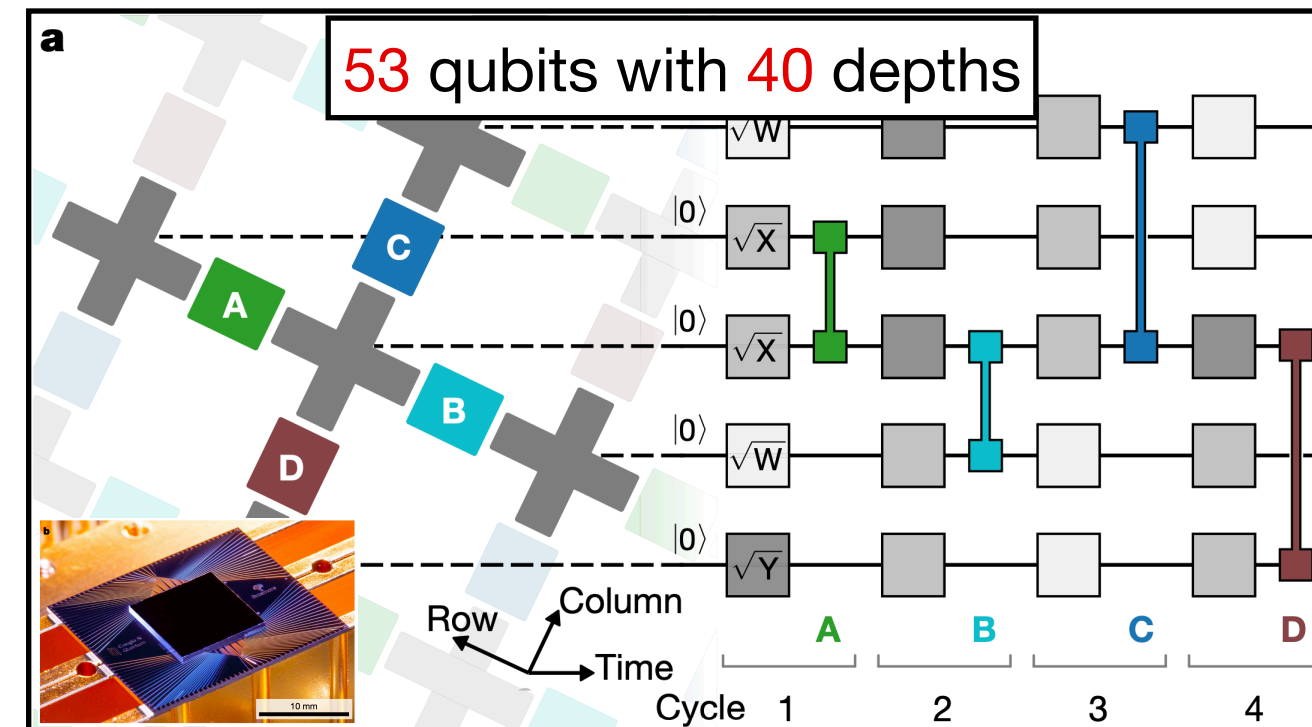 a
53 qubits with 40 depths
√W
|0⟩
√X
|0⟩
√X
|0⟩
√W
|0⟩
√Y
C
A
B
D
b
10 mm
Row
Column
Time
A B C D
Cycle 1 2 3 4